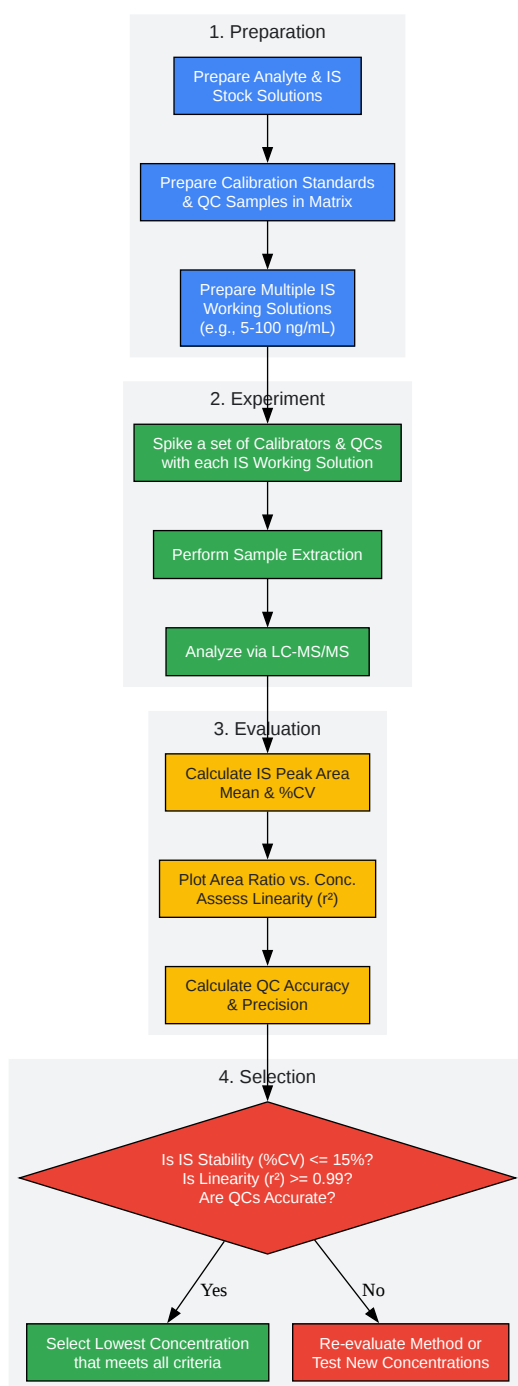 1. Preparation
Prepare Analyte & IS
Stock Solutions
Prepare Calibration Standards
& QC Samples in Matrix
Prepare Multiple IS
Working Solutions
(e.g., 5-100 ng/mL)
2. Experiment
Spike a set of Calibrators & QCs
with each IS Working Solution
Perform Sample Extraction
Analyze via LC-MS/MS
3. Evaluation
Calculate IS Peak Area
Mean & %CV
Plot Area Ratio vs. Conc.
Assess Linearity (r²)
Calculate QC Accuracy
& Precision
4. Selection
Is IS Stability (%CV) <= 15%?
Is Linearity (r²) >= 0.99?
Are QCs Accurate?
Yes
No
Select Lowest Concentration
that meets all criteria
Re-evaluate Method or
Test New Concentrations